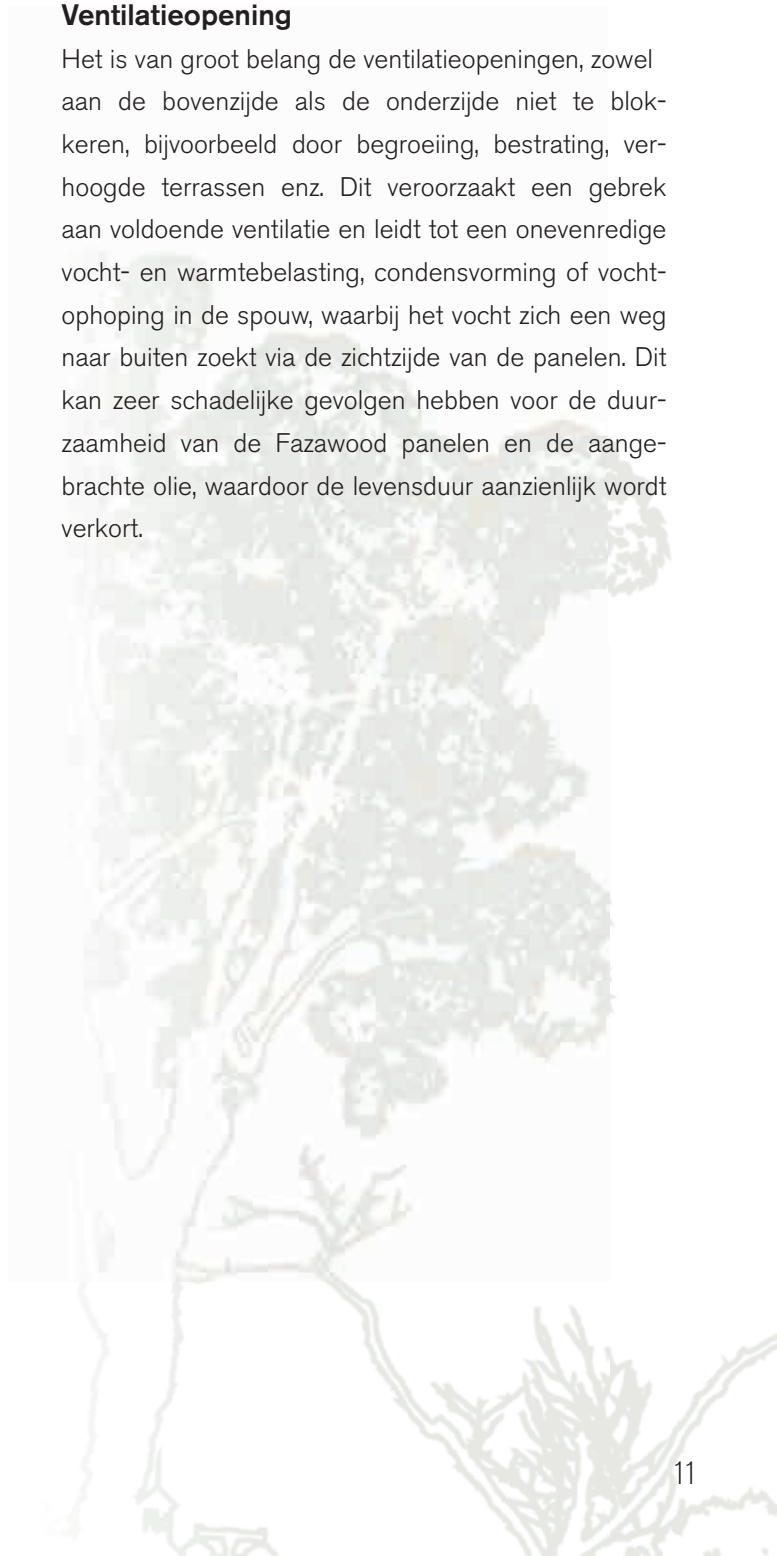 Ventilatieopening
Het is van groot belang de ventilatieopeningen, zowel
aan de bovenzijde als de onderzijde niet te blok-
keren, bijvoorbeeld door begroeiing, bestrating, ver-
hoogde terrassen enz. Dit veroorzaakt een gebrek
aan voldoende ventilatie en leidt tot een onevenredige
vocht- en warmtebelasting, condensvorming of vocht-
ophoping in de spouw, waarbij het vocht zich een weg
naar buiten zoekt via de zichtzijde van de panelen. Dit
kan zeer schadelijke gevolgen hebben voor de duur-
zaamheid van de Fazawood panelen en de aange-
brachte olie, waardoor de levensduur aanzienlijk wordt
verkort.
11